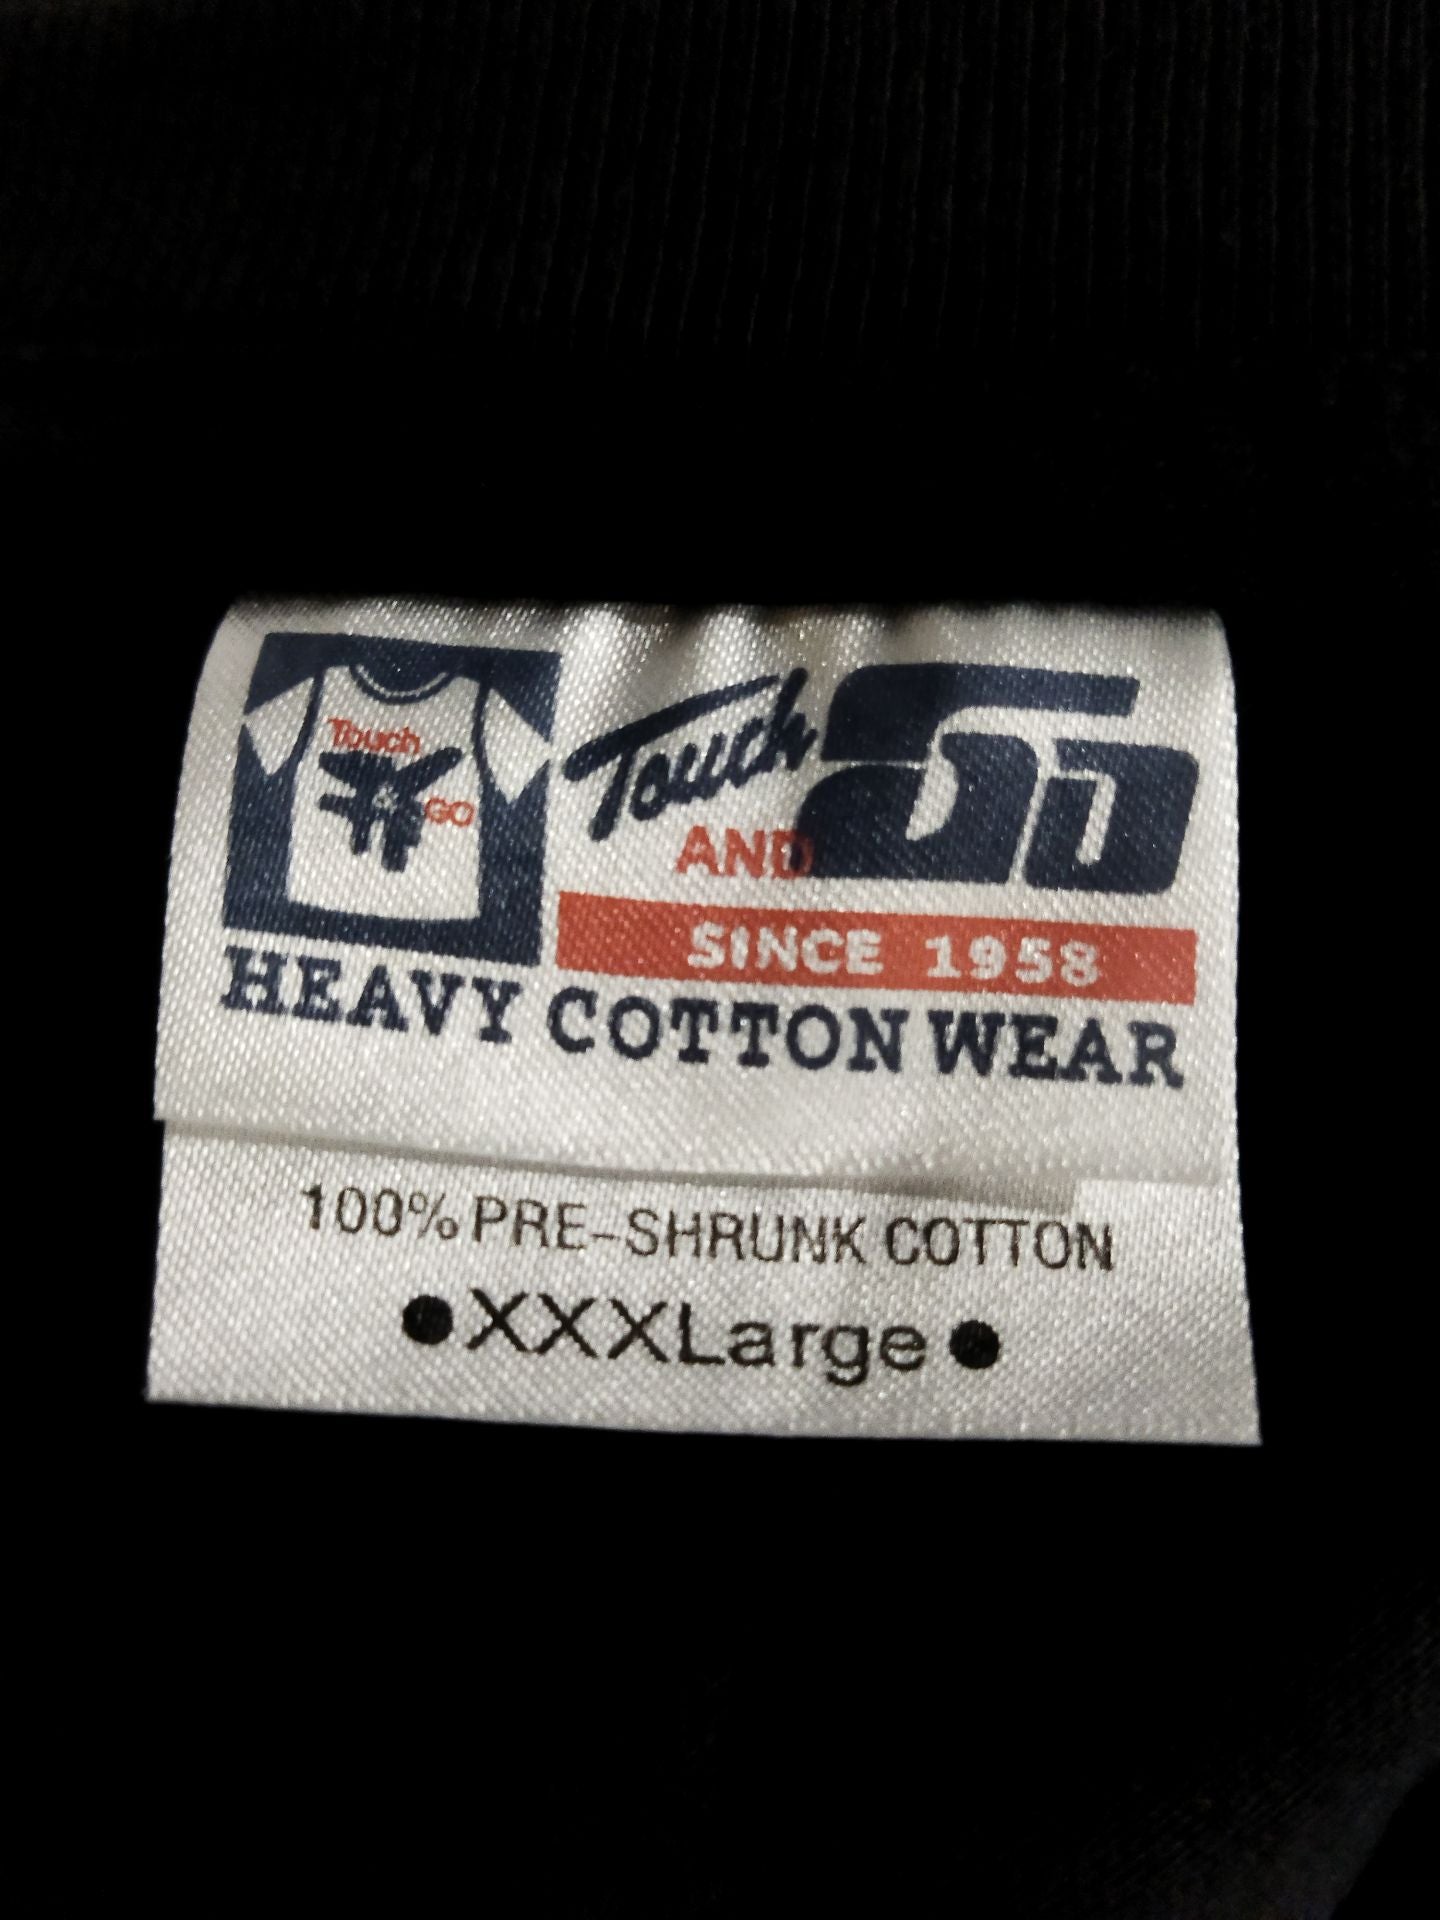 Touch
& GO
Touch
AND GO
SINCE 1958
HEAVY COTTON WEAR
100% PRE-SHRUNK COTTON
●XXXLarge●